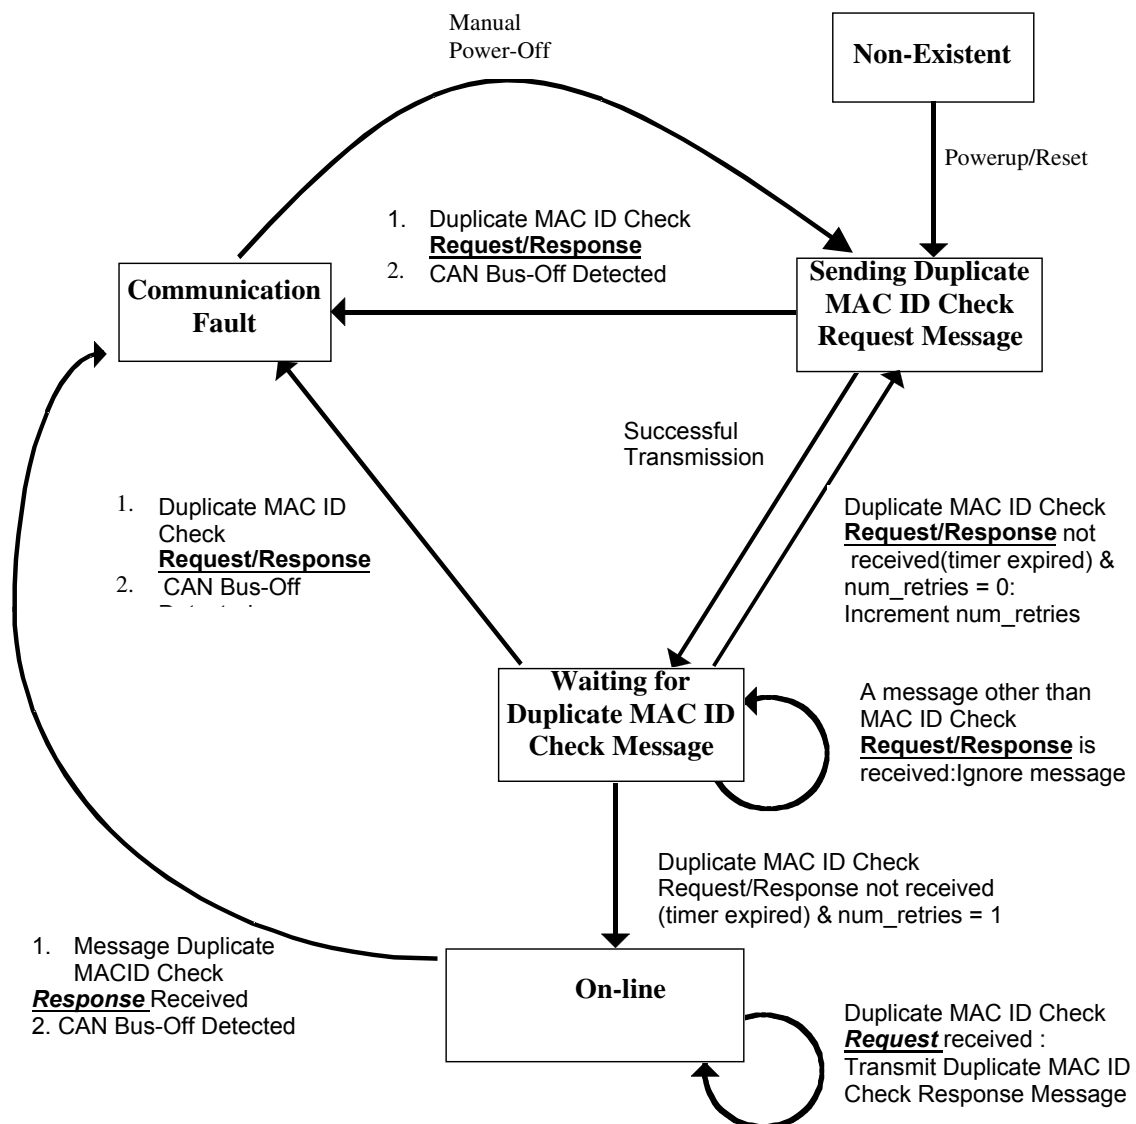 Manual
Power-Off
Non-Existent
Powerup/Reset
1. Duplicate MAC ID Check
Request/Response
2. CAN Bus-Off Detected
Communication
Fault
Sending Duplicate
MAC ID Check
Request Message
Successful
Transmission
1. Duplicate MAC ID
Check
Request/Response
2. CAN Bus-Off
Duplicate MAC ID Check
Request/Response not
received(timer expired) &
num_retries = 0:
Increment num_retries
Waiting for
Duplicate MAC ID
Check Message
A message other than
MAC ID Check
Request/Response is
received:Ignore message
Duplicate MAC ID Check
Request/Response not received
(timer expired) & num_retries = 1
1. Message Duplicate
MACID Check
Response Received
2. CAN Bus-Off Detected
On-line
Duplicate MAC ID Check
Request received :
Transmit Duplicate MAC ID
Check Response Message